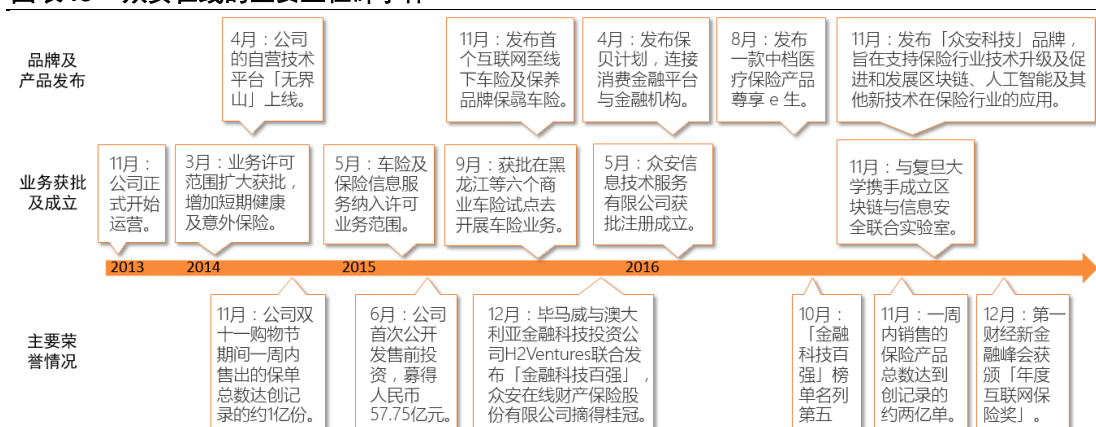 品牌及
产品发布
4月：公司
的自营技术
平台「无界
山」上线。
11月：发布首
个互联网至线
下车险及保养
品牌保骉车险。
4月：发布保
贝计划，连接
消费金融平台
与金融机构。
8月：发布
一款中档医
疗保险产品
尊享 e 生。
11月：发布「众安科技」品牌，
旨在支持保险行业技术升级及促
进和发展区块链、人工智能及其
他新技术在保险行业的应用。
业务获批
及成立
11月：
公司正
式开始
运营。
3月：业务许可
范围扩大获批，
增加短期健康
及意外保险。
5月：车险及
保险信息服
务纳入许可
业务范围。
9月：获批在黑
龙江等六个商
业车险试点去
开展车险业务。
5月：众安信
息技术服务
有限公司获
批注册成立。
11月：与复旦大
学携手成立区
块链与信息安
全联合实验室。
2013
2014
2015
2016
主要荣
誉情况
11月：公司双
十一购物节
期间一周内
售出的保单
总数达创记
录的约1亿份。
6月：公司
首次公开
发售前投
资，募得
人民币
57.75亿元。
12月：毕马威与澳大
利亚金融科技投资公
司H2Ventures联合发
布「金融科技百强」，
众安在线财产保险股
份有限公司摘得桂冠。
10月：
「金融
科技百
强」榜
单名列
第五
11月：一周
内销售的
保险产品
总数达到
创记录的
约两亿单。
12月：第一
财经新金
融峰会获
颁「年度
互联网保
险奖」。